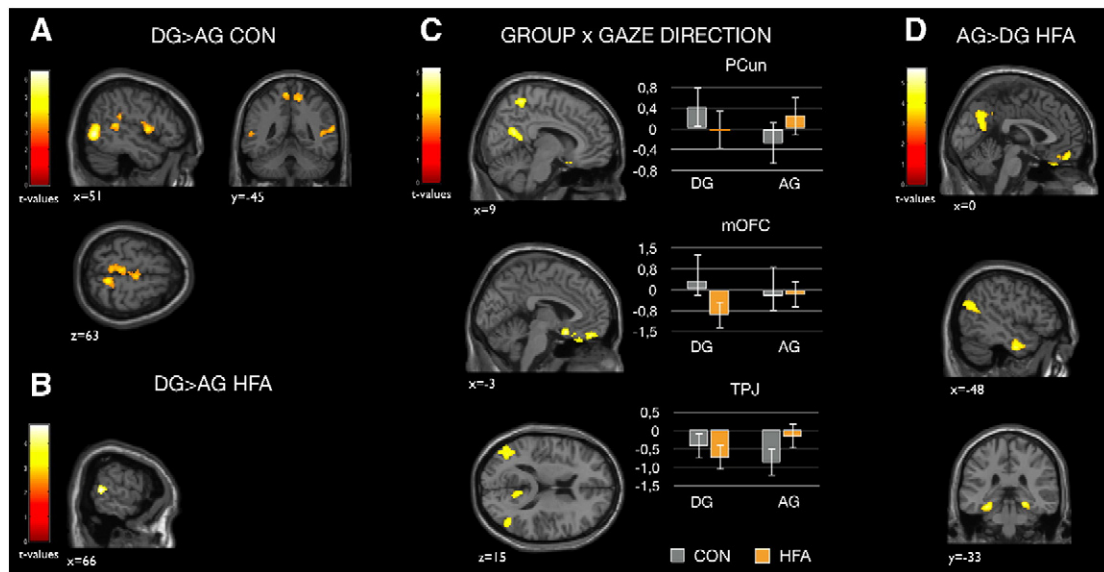 A
DG>AG CON
t-values
x=51
y=-45
z=63
B
DG>AG HFA
t-values
x=66
C
GROUP x GAZE DIRECTION
t-values
x=9
PCun
0,8
0,4
0
-0,4
-0,8
DG AG
x=-3
mOFC
1,5
0,8
0
-0,8
-1,5
DG AG
z=15
TPJ
0,5
0
-0,5
-1,0
-1,5
DG AG
CON HFA
D
AG>DG HFA
t-values
x=0
x=-48
y=-33